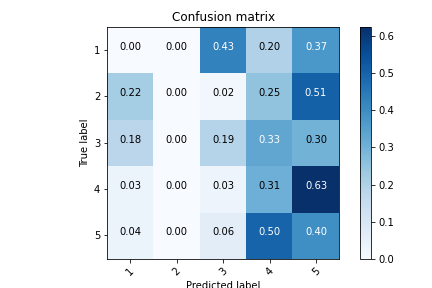 Confusion matrix
1 0.00 0.00 0.43 0.20 0.37
2 0.22 0.00 0.02 0.25 0.51
3 0.18 0.00 0.19 0.33 0.30
4 0.03 0.00 0.03 0.31 0.63
5 0.04 0.00 0.06 0.50 0.40
True label
1 2 3 4 5
Predicted label
0.6
0.5
0.4
0.3
0.2
0.1
0.0